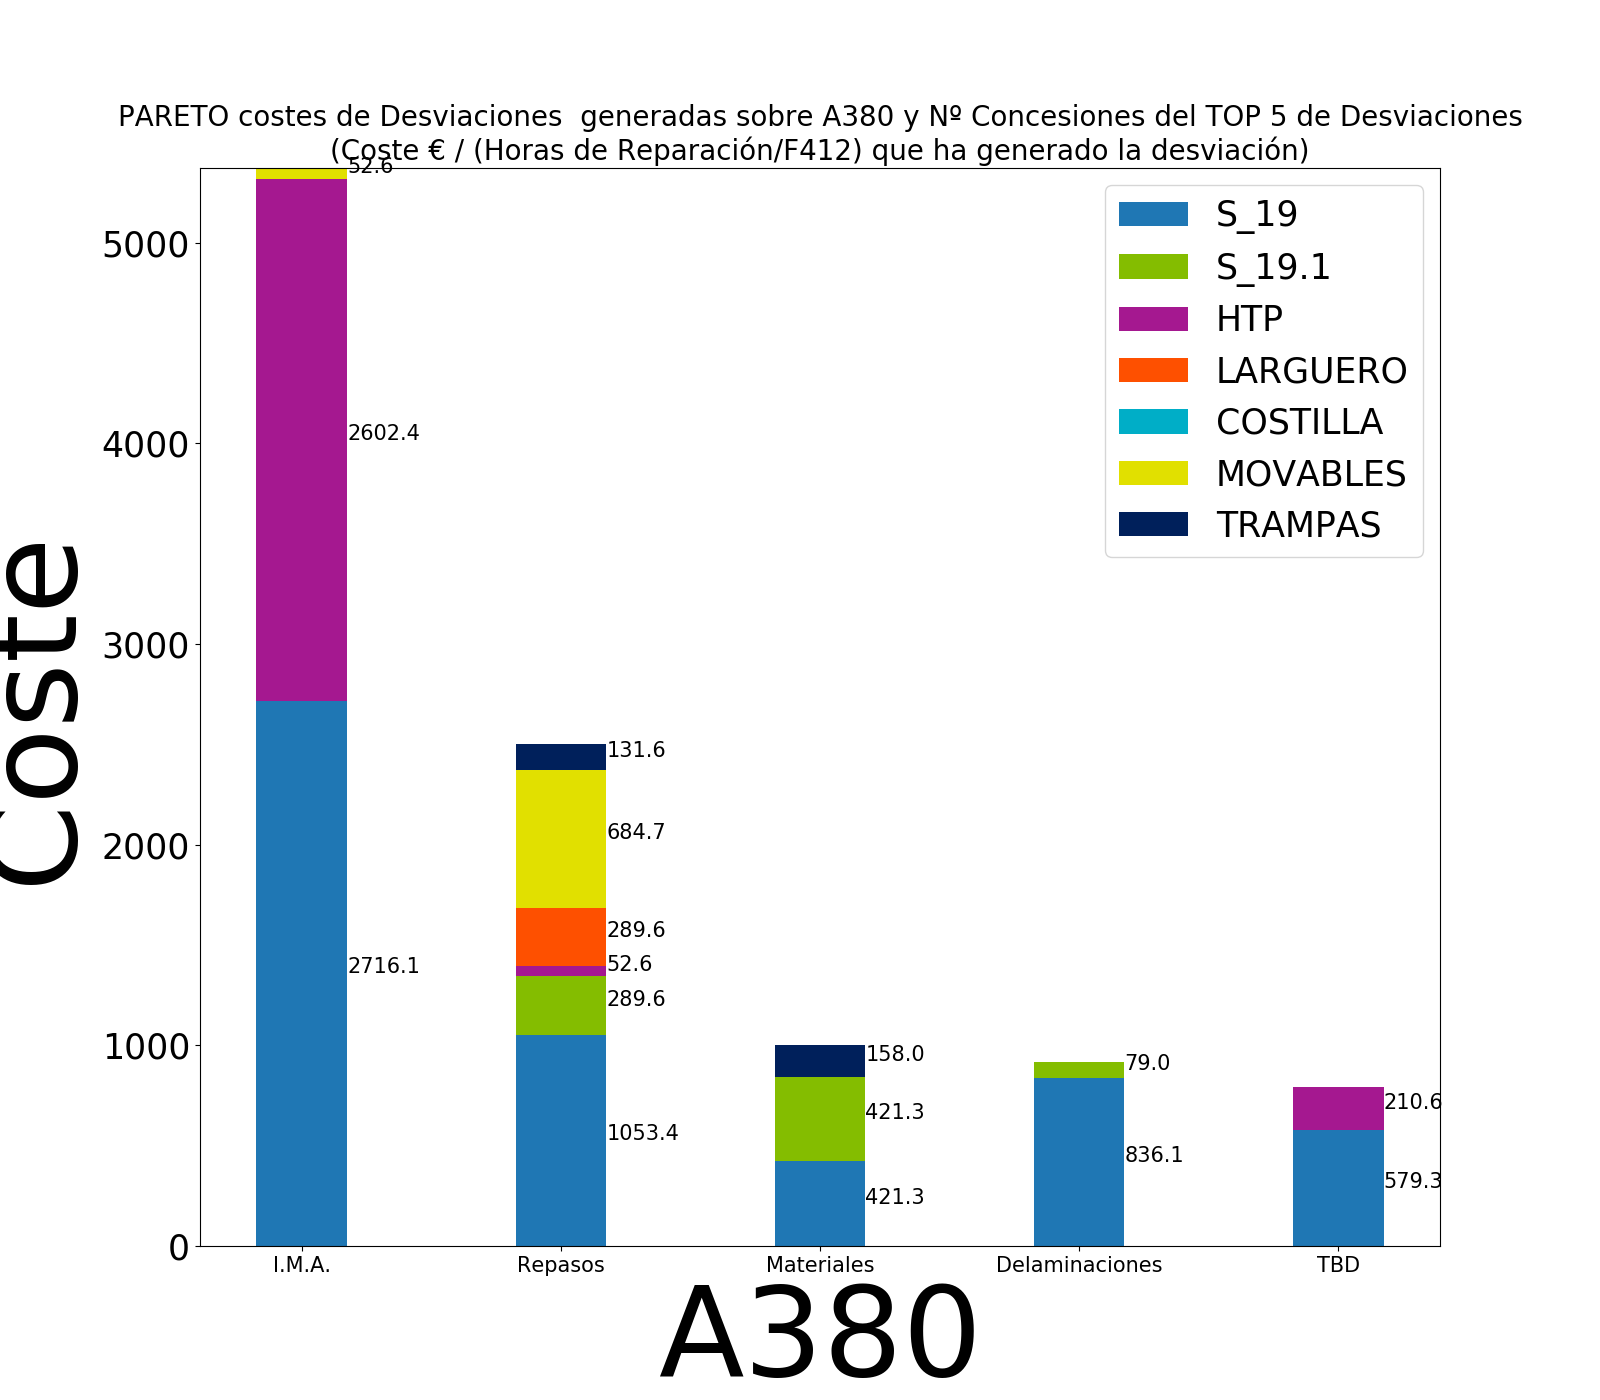 PARETO costes de Desviaciones  generadas sobre A380 y Nº Concesiones del TOP 5 de Desviaciones
(Coste € / (Horas de Reparación/F412) que ha generado la desviación)
52.6
S_19
S_19.1
HTP
LARGUERO
COSTILLA
MOVABLES
TRAMPAS
5000
4000
3000
2000
1000
0
Coste
2602.4
2716.1
131.6
684.7
289.6
52.6
289.6
1053.4
158.0
421.3
421.3
79.0
836.1
210.6
579.3
I.M.A.
Repasos
Materiales
Delaminaciones
TBD
A380